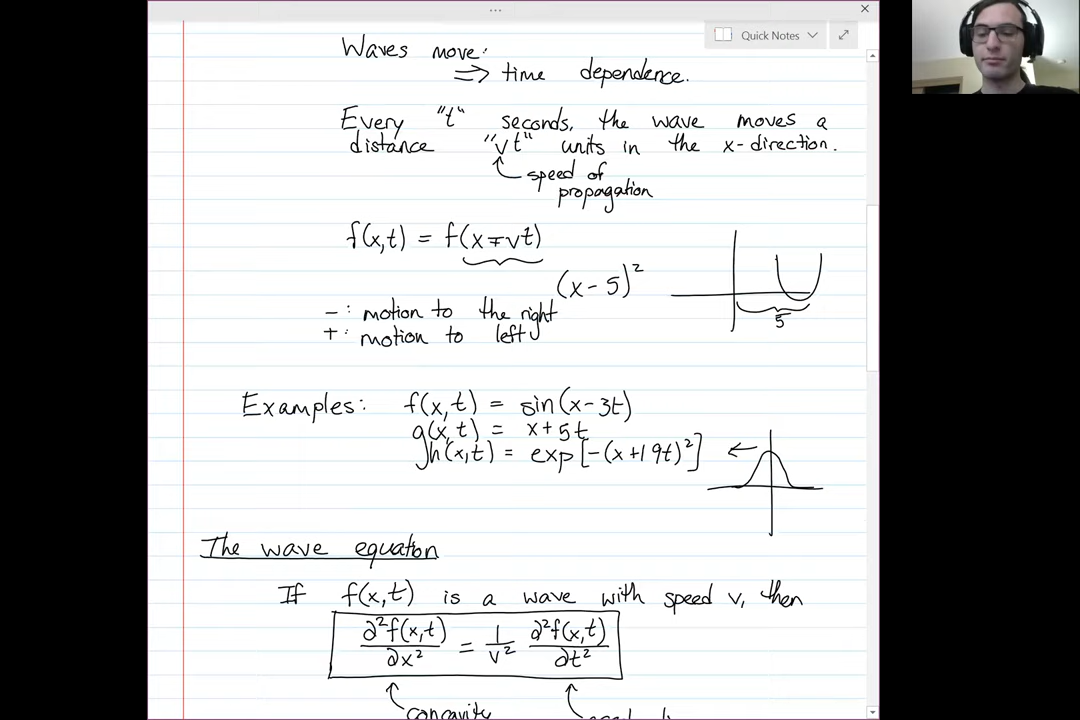 Quick Notes
Waves move:
⇒ time dependence.
Every "t" seconds, the wave moves a
distance "vt" units in the x-direction.
speed of
propagation
f(x,t) = f(x∓vt)
(x-5)²
5
- : motion to the right
+ : motion to left
Examples: f(x,t) = sin(x-3t)
g(x,t) = x+5t
h(x,t) = exp[-(x+19t)²]
The wave equation
If f(x,t) is a wave with speed v, then
∂²f(x,t)/∂x² = 1/v² ∂²f(x,t)/∂t²
concavity